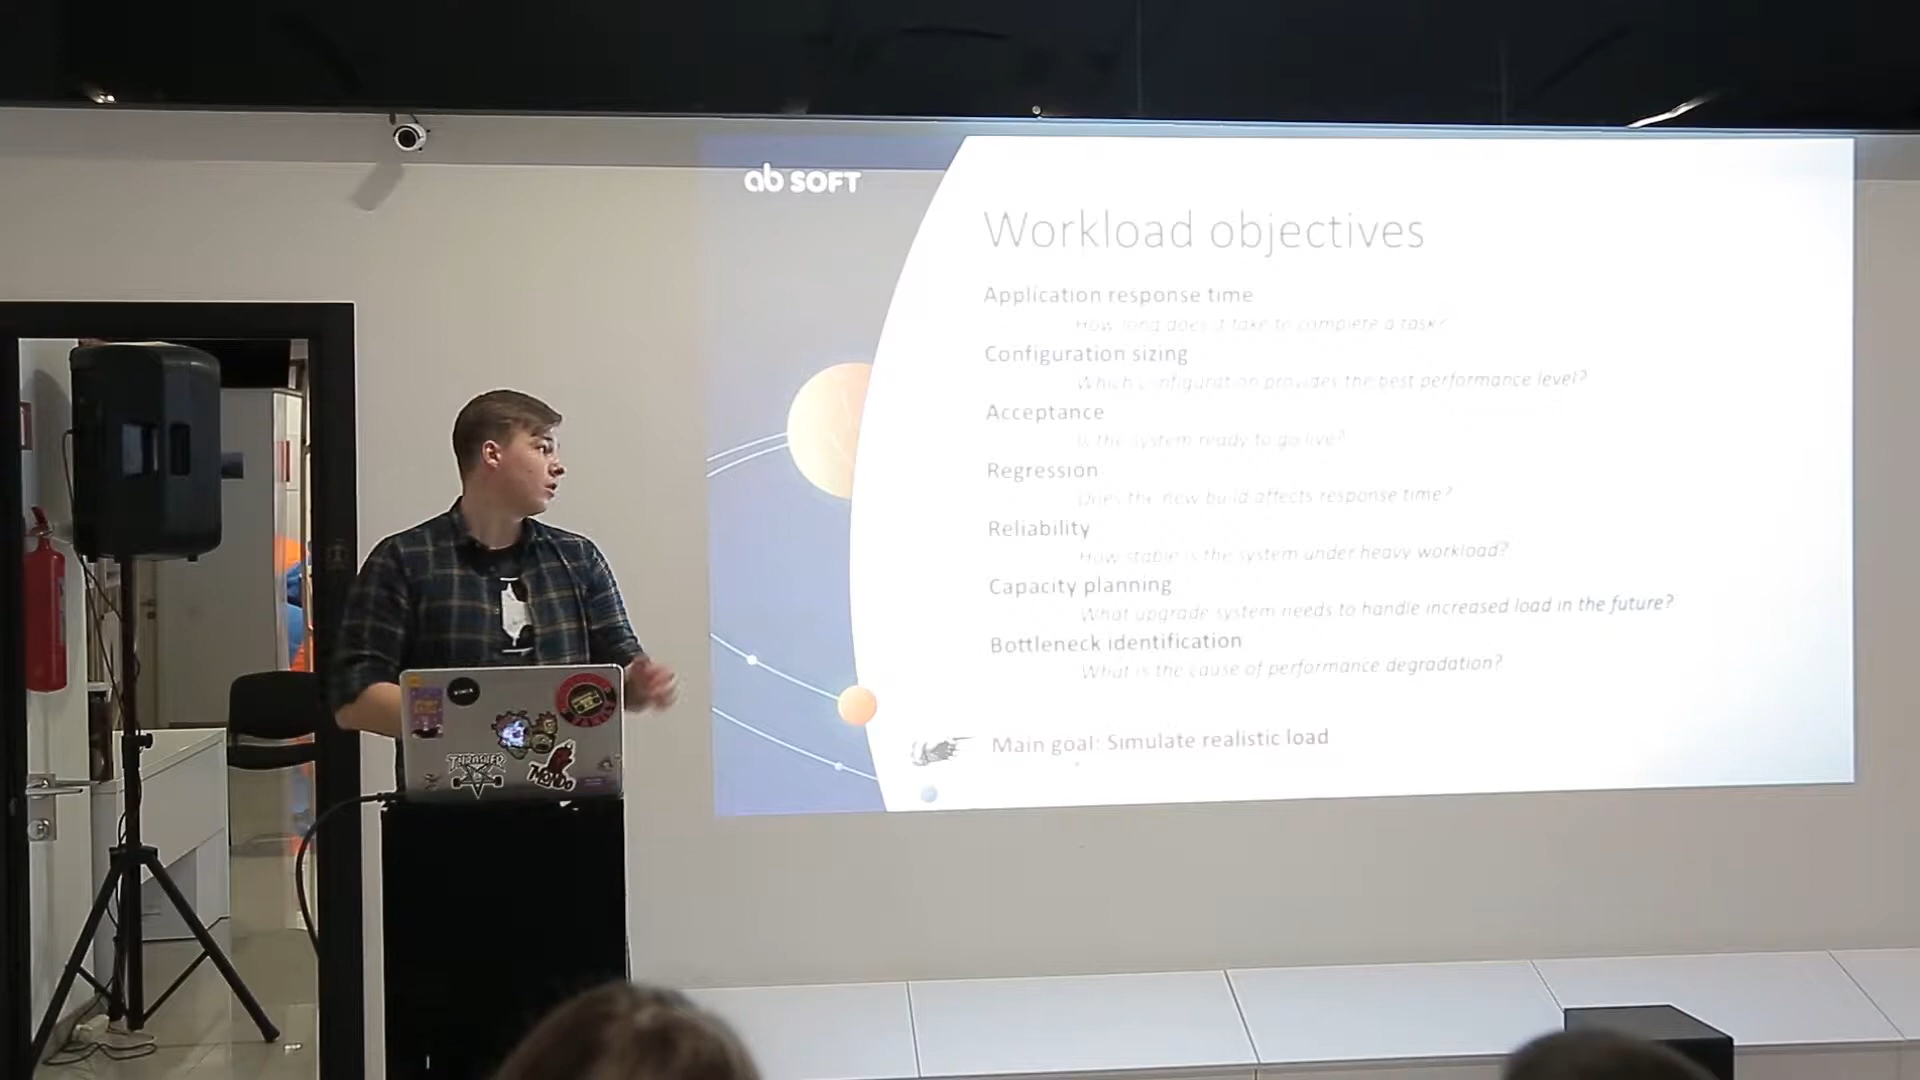 ab SOFT
Workload objectives
Application response time
How long does it take to complete a task?
Configuration sizing
Which configuration provides the best performance level?
Acceptance
Is the system ready to go live?
Regression
Does the new build affects response time?
Reliability
How stable is the system under heavy workload?
Capacity planning
What upgrade system needs to handle increased load in the future?
Bottleneck identification
What is the cause of performance degradation?
Main goal: Simulate realistic load
THRASHER